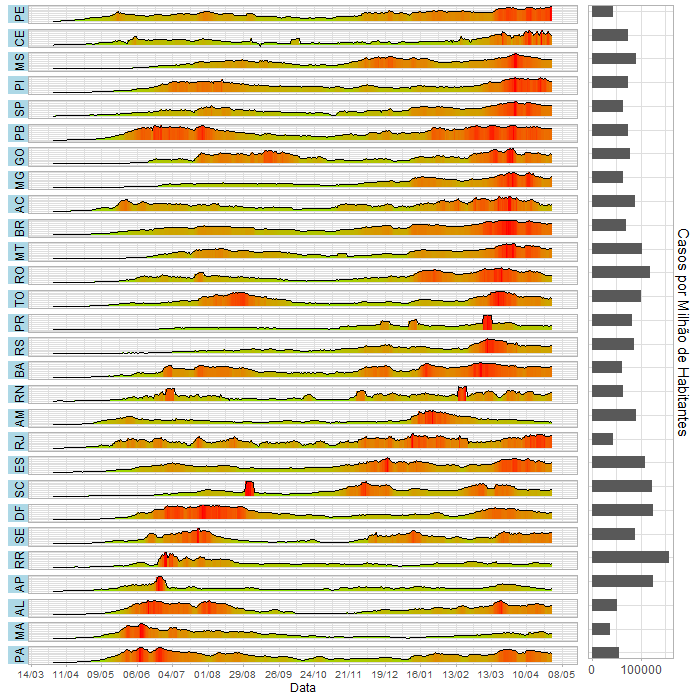 PE
CE
MS
PI
SP
PB
GO
MG
AC
BR
MT
RO
TO
PR
RS
BA
RN
AM
RJ
ES
SC
DF
SE
RR
AP
AL
MA
PA
14/03 11/04 09/05 06/06 04/07 01/08 29/08 26/09 24/10 21/11 19/12 16/01 13/02 13/03 10/04 08/05
Data
0 100000
Casos por Milhão de Habitantes